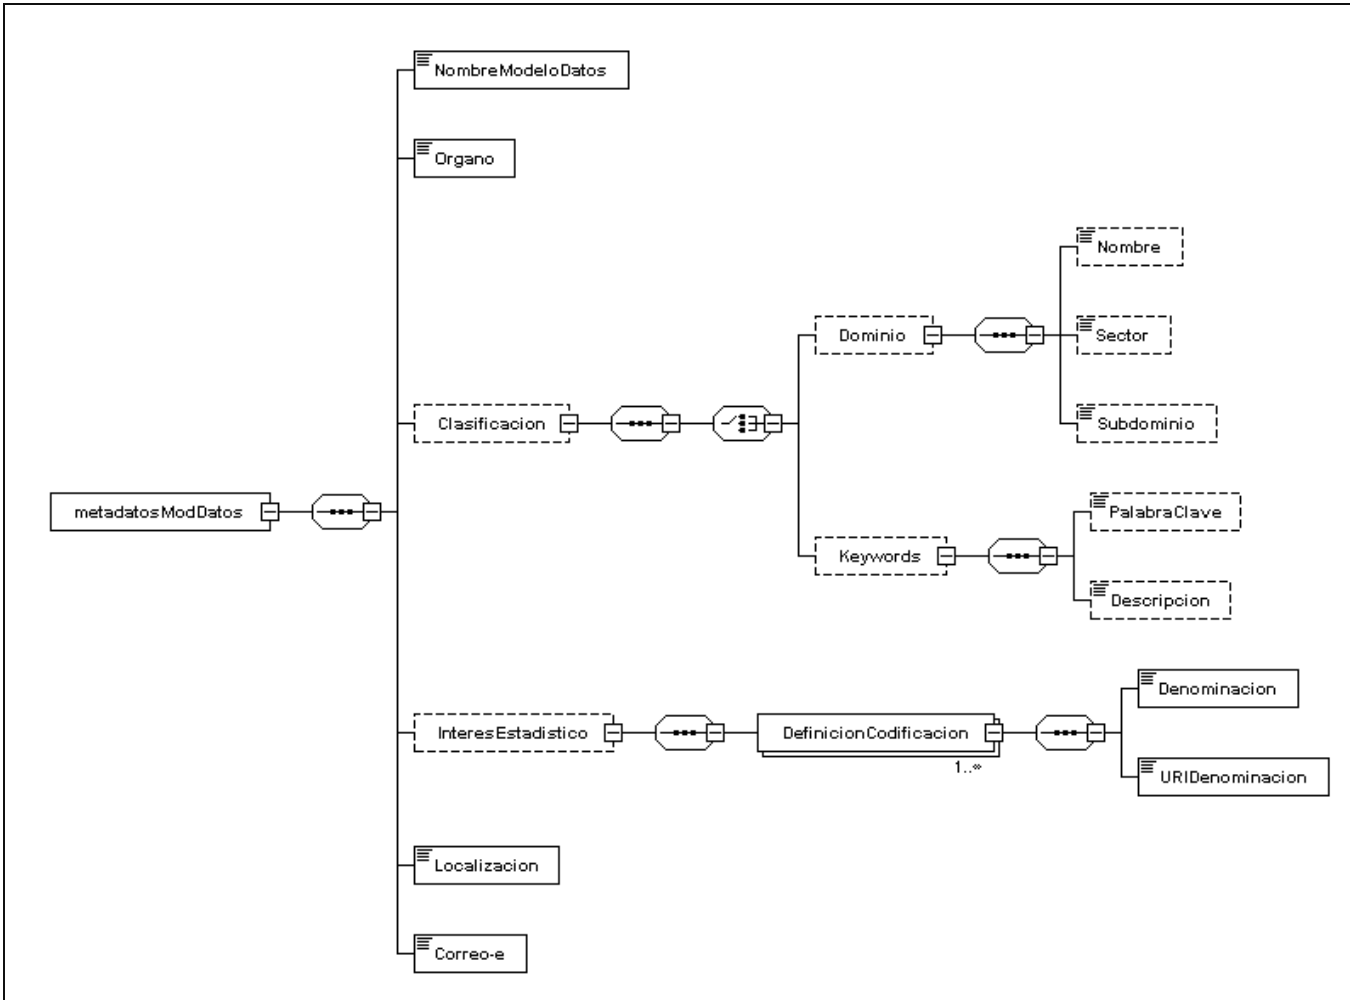 NombreModeloDatos
Organo
Nombre
Dominio
Sector
Clasificacion
Subdominio
metadatosModDatos
PalabraClave
Keywords
Descripcion
Denominacion
InteresEstadistico
DefinicionCodificacion
1..∞
URIDenominacion
Localizacion
Correo-e